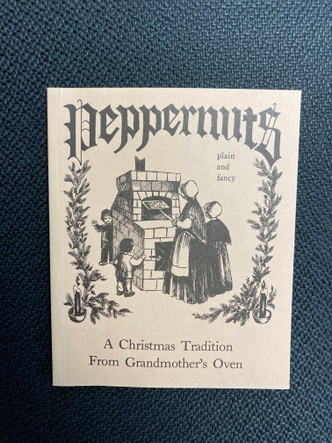 Peppernuts
plain
and
fancy
A Christmas Tradition
From Grandmother's Oven